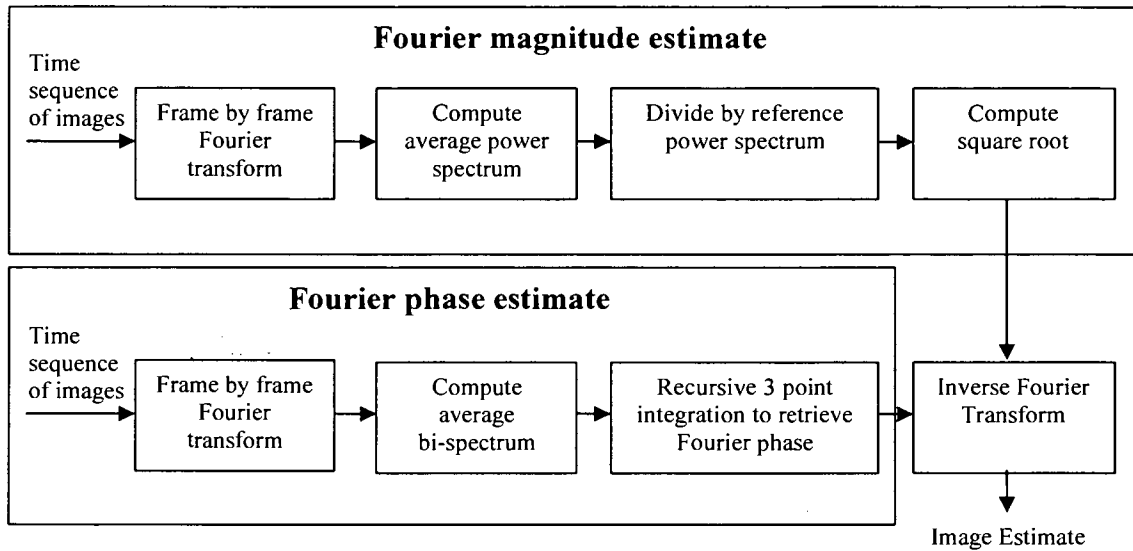 Fourier magnitude estimate
Time
sequence
of images
Frame by frame
Fourier
transform
Compute
average power
spectrum
Divide by reference
power spectrum
Compute
square root
Fourier phase estimate
Time
sequence
of images
Frame by frame
Fourier
transform
Compute
average
bi-spectrum
Recursive 3 point
integration to retrieve
Fourier phase
Inverse Fourier
Transform
Image Estimate